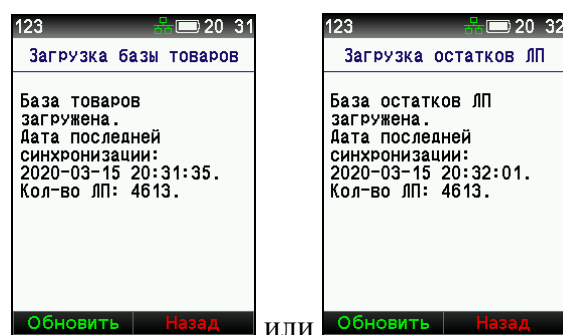 123 20 31
Загрузка базы товаров
База товаров
загружена.
Дата последней
синхронизации:
2020-03-15 20:31:35.
Кол-во ЛП: 4613.
Обновить Назад
или
123 20 32
Загрузка остатков ЛП
База остатков ЛП
загружена.
Дата последней
синхронизации:
2020-03-15 20:32:01.
Кол-во ЛП: 4613.
Обновить Назад